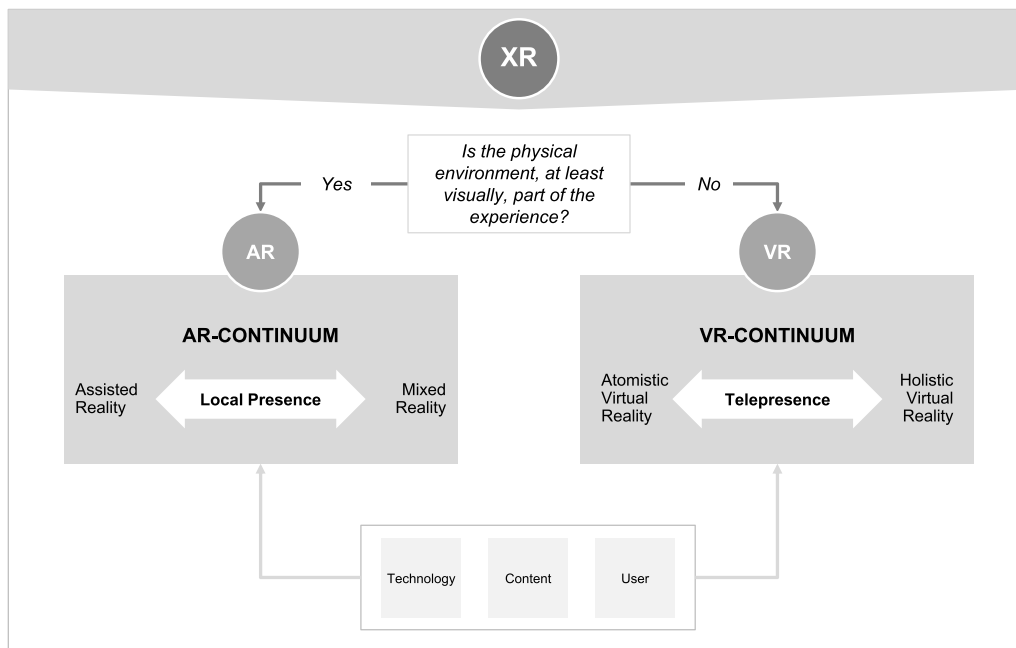 XR
Is the physical
environment, at least
visually, part of the
experience?
Yes
No
AR
VR
AR-CONTINUUM
Assisted
Reality
Local Presence
Mixed
Reality
VR-CONTINUUM
Atomistic
Virtual
Reality
Telepresence
Holistic
Virtual
Reality
Technology
Content
User